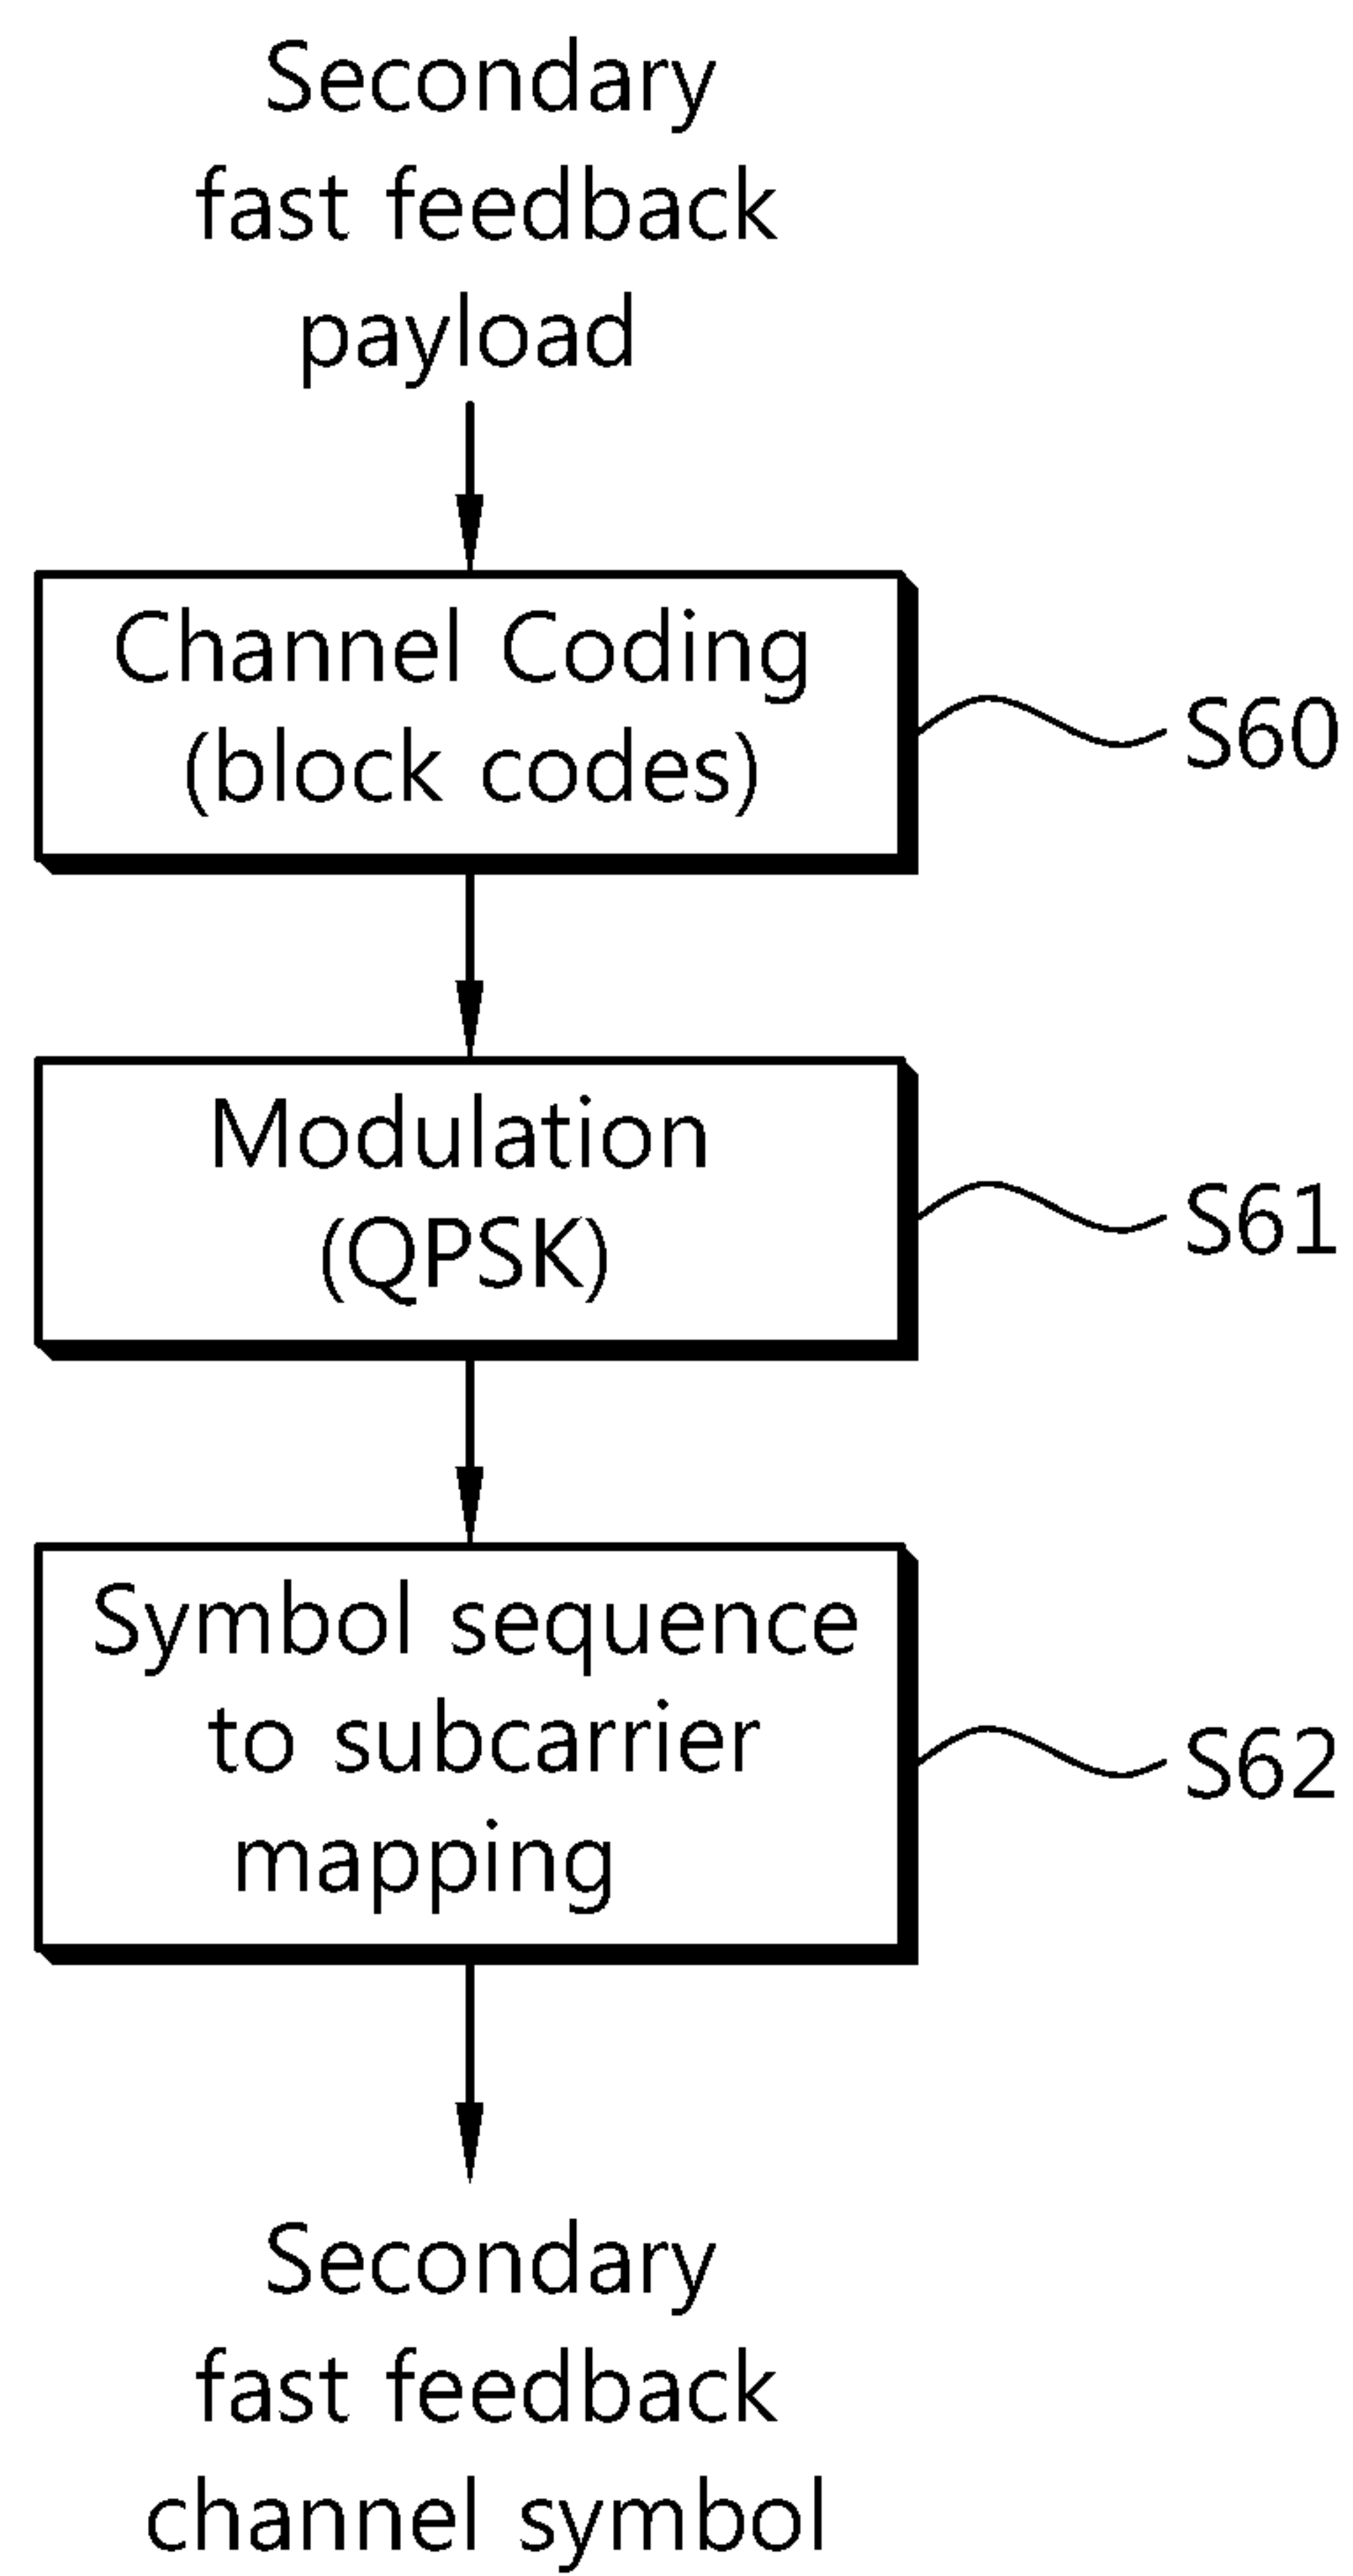 Secondary
fast feedback
payload
Channel Coding
(block codes)
S60
Modulation
(QPSK)
S61
Symbol sequence
to subcarrier
mapping
S62
Secondary
fast feedback
channel symbol